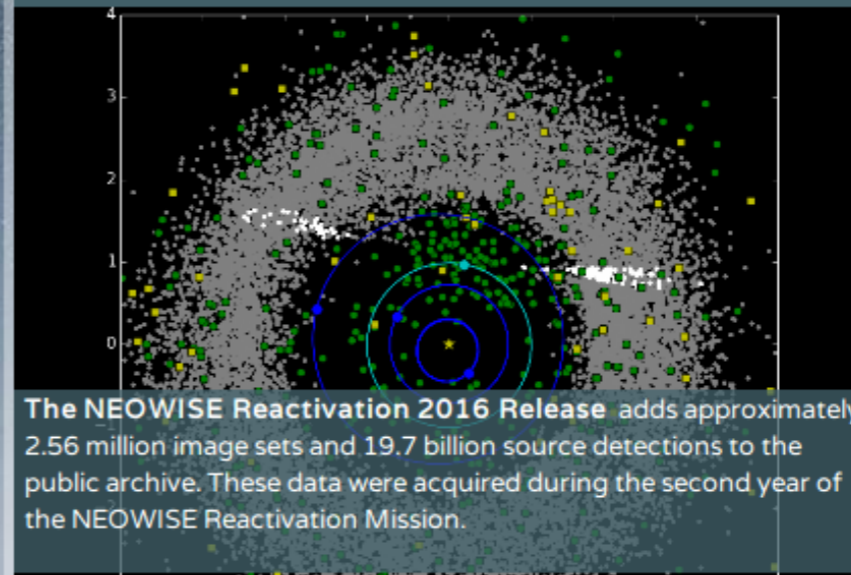 4
3
2
1
0
The NEOWISE Reactivation 2016 Release adds approximately
2.56 million image sets and 19.7 billion source detections to the
public archive. These data were acquired during the second year of
the NEOWISE Reactivation Mission.